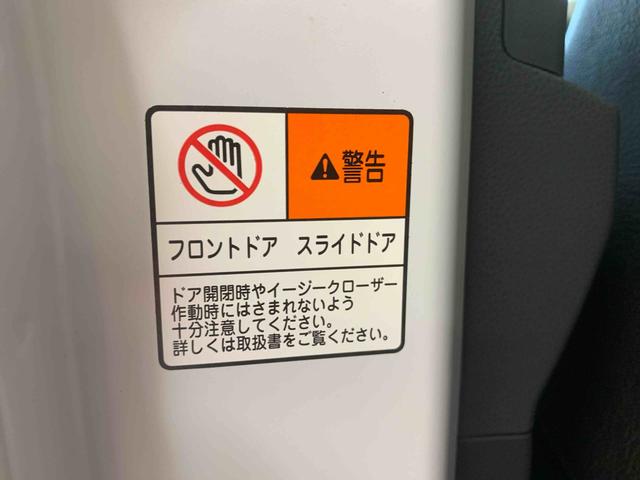 警告
フロントドア　スライドドア
ドア開閉時やイージークローザー
作動時にはさまれないよう
十分注意してください。
詳しくは取扱書をご覧ください。